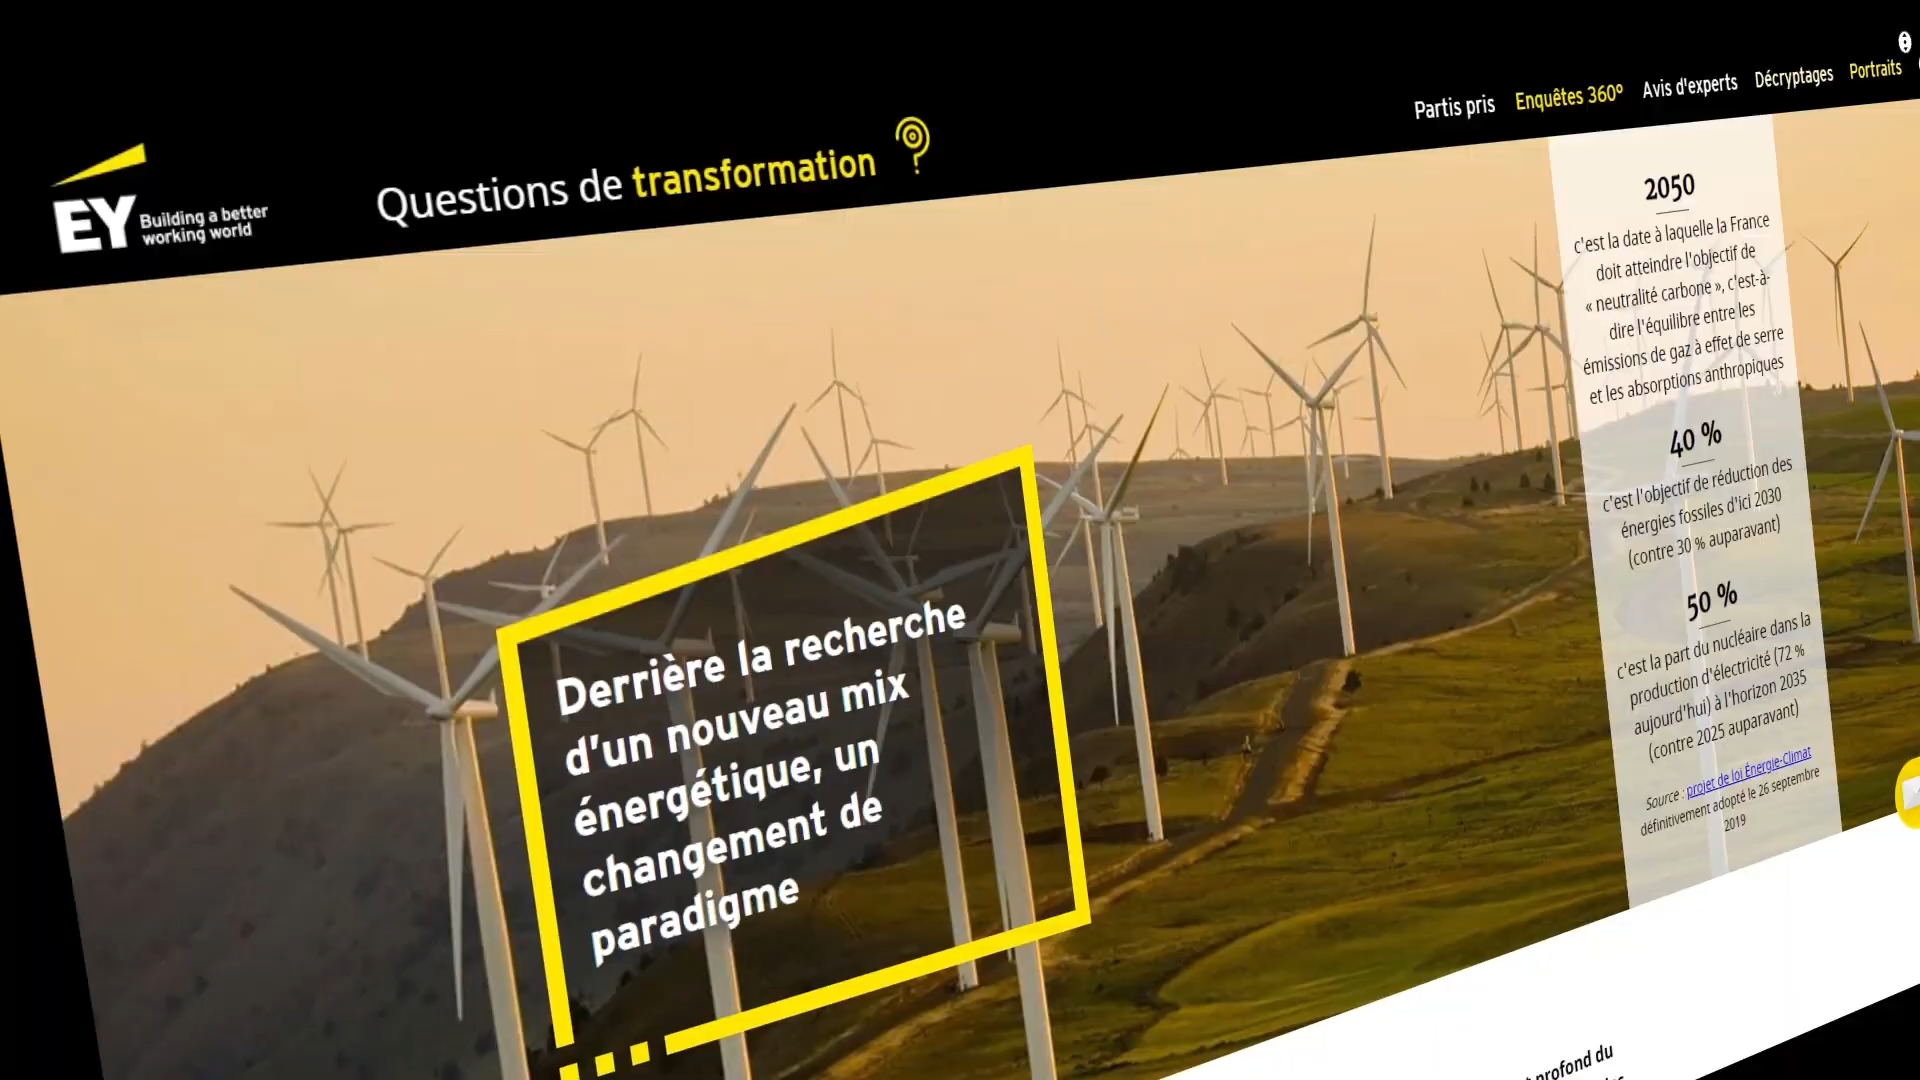 Partis pris Enquêtes 360° Avis d'experts Décryptages Portraits
EY Building a better
working world
Questions de transformation
2050
c'est la date à laquelle la France
doit atteindre l'objectif de
« neutralité carbone », c'est-à-
dire l'équilibre entre les
émissions de gaz à effet de serre
et les absorptions anthropiques
40 %
c'est l'objectif de réduction des
énergies fossiles d'ici 2030
(contre 30 % auparavant)
50 %
c'est la part du nucléaire dans la
production d'électricité (72 %
aujourd'hui) à l'horizon 2035
(contre 2025 auparavant)
Source : projet de loi Énergie-Climat
définitivement adopté le 26 septembre
2019
Derrière la recherche
d'un nouveau mix
énergétique, un
changement de
paradigme
profond du